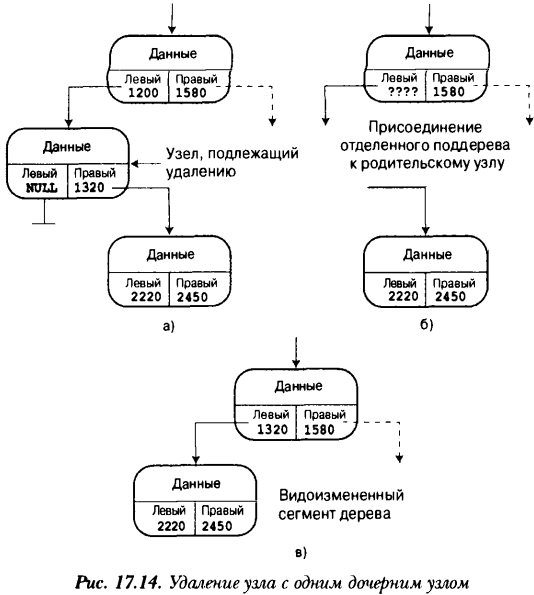 Данные
Левый Правый
1200 1580
Данные
Левый Правый
NULL 1320
Узел, подлежащий
удалению
Данные
Левый Правый
2220 2450
а)
Данные
Левый Правый
???? 1580
Присоединение
отделенного поддерева
к родительскому узлу
Данные
Левый Правый
2220 2450
б)
Данные
Левый Правый
1320 1580
Данные
Левый Правый
2220 2450
Видоизмененный
сегмент дерева
в)
Рис. 17.14. Удаление узла с одним дочерним узлом